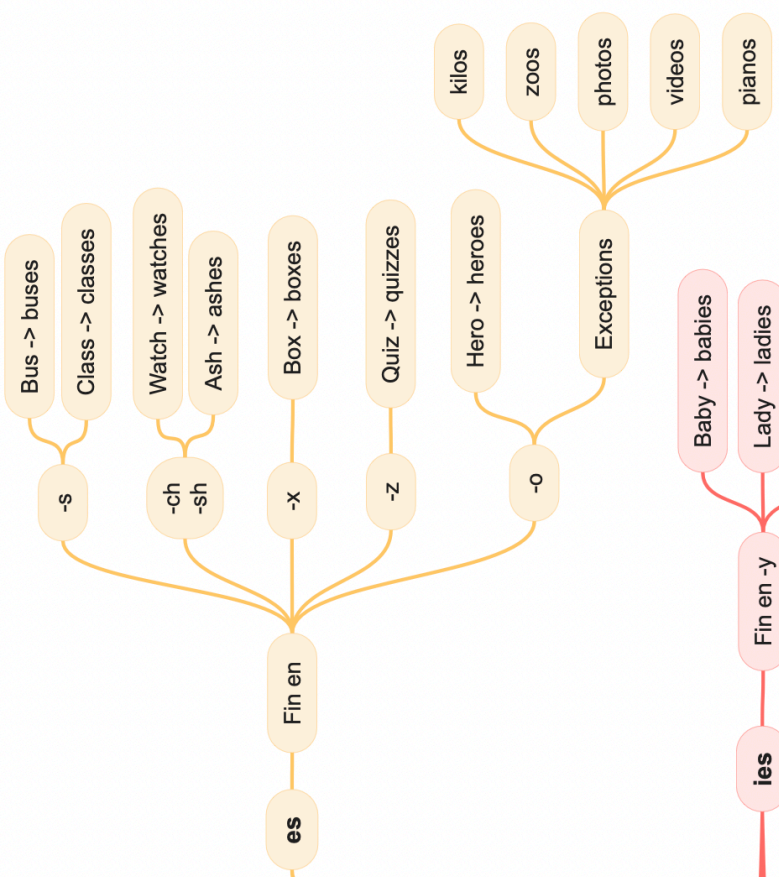 es
Fin en
-s
Bus -> buses
Class -> classes
-ch
-sh
Watch -> watches
Ash -> ashes
-x
Box -> boxes
-z
Quiz -> quizzes
-o
Hero -> heroes
Exceptions
kilos
zoos
photos
videos
pianos
ies
Fin en -y
Baby -> babies
Lady -> ladies